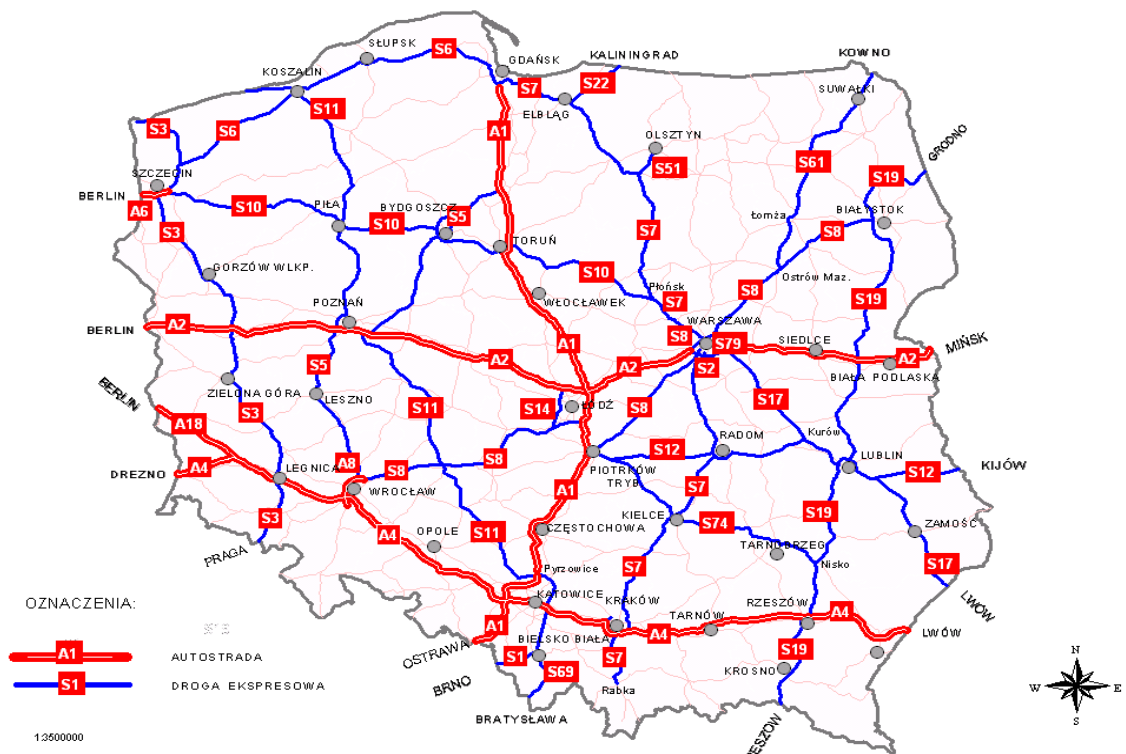 SŁUPSK
S6
GDAŃSK
KALININGRAD
KOWNO
KOSZALIN
S7
S22
SUWAŁKI
S11
ELBLĄG
S3
S6
A1
OLSZTYN
GRODNO
S51
S61
S19
SZCZECIN
BERLIN
A6
S10
PIŁA
BYDGOSZCZ
S5
Łomża
BIAŁYSTOK
S3
S10
S7
S8
TORUŃ
GORZÓW WLKP.
S10
Płońsk
Ostrów Maz.
WŁOCŁAWEK
S7
S8
S19
POZNAŃ
BERLIN
A2
S8
WARSZAWA
A1
S79
SIEDLCE
MIŃSK
A2
A2
S2
A2
S5
BIAŁA PODLASKA
BERLIN
ZIELONA GÓRA
LESZNO
S11
S14
ŁÓDŹ
S8
S17
S3
A18
RADOM
Kurów
S12
DREZNO
A4
LEGNICA
A8
S8
S8
PIOTRKÓW
TRYB
LUBLIN
S12
KIJÓW
WROCŁAW
A1
S7
S3
KIELCE
S74
S19
ZAMOŚĆ
A4
OPOLE
S11
CZĘSTOCHOWA
PRAGA
TARNOBRZEG
Pyrzowice
S7
Nisko
S17
LWÓW
OZNACZENIA:
KATOWICE
KRAKÓW
TARNÓW
RZESZÓW
A4
A1
BIELSKO BIAŁA
A4
LWÓW
A1
AUTOSTRADA
OSTRAWA
S1
S7
S19
S69
KROSNO
BRNO
S1
DROGA EKSPRESOWA
Rabka
BRATYSŁAWA
N
W
E
S
1:3500000